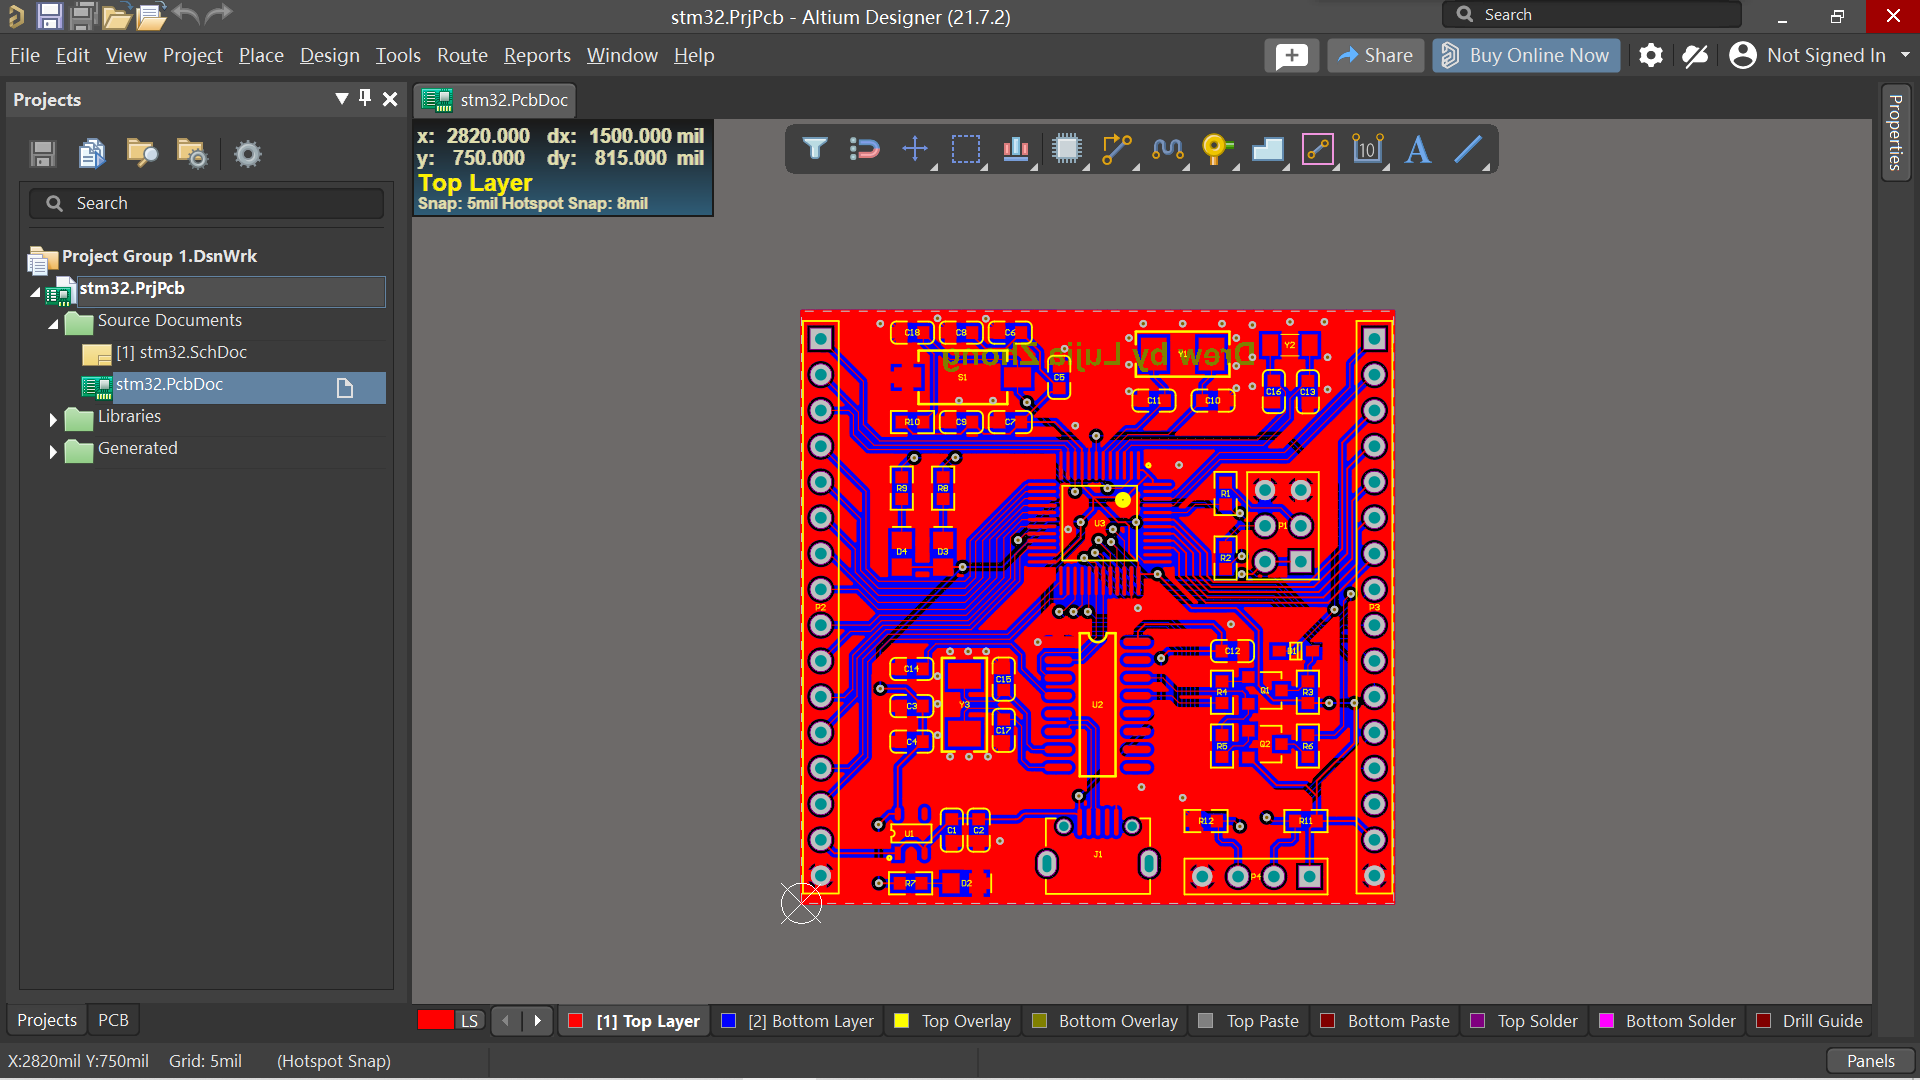 stm32.PrjPcb - Altium Designer (21.7.2)
Search
File Edit View Project Place Design Tools Route Reports Window Help
Share
Buy Online Now
Not Signed In
Projects
stm32.PcbDoc
Properties
x: 2820.000 dx: 1500.000 mil
y: 750.000 dy: 815.000 mil
Top Layer
Snap: 5mil Hotspot Snap: 8mil
10
A
Search
Project Group 1.DsnWrk
stm32.PrjPcb
Source Documents
[1] stm32.SchDoc
stm32.PcbDoc
Libraries
Generated
C18 C8 C6
Drew by Lujia Zhong
Y1 Y2
S1 C5
C11 C10 C16 C13
R10 C9 C7
R9 R8 R1
U3 P1
D4 D3 R2
P2 P3
C12
C14 C15
R4 Q1 R3
C3 Y3 U2
C4 C17 R5 Q2 R6
U1 C1 C2 R12 R11
J1
R7 D2 P4
Projects PCB
LS [1] Top Layer [2] Bottom Layer Top Overlay Bottom Overlay Top Paste Bottom Paste Top Solder Bottom Solder Drill Guide
X:2820mil Y:750mil Grid: 5mil (Hotspot Snap)
Panels